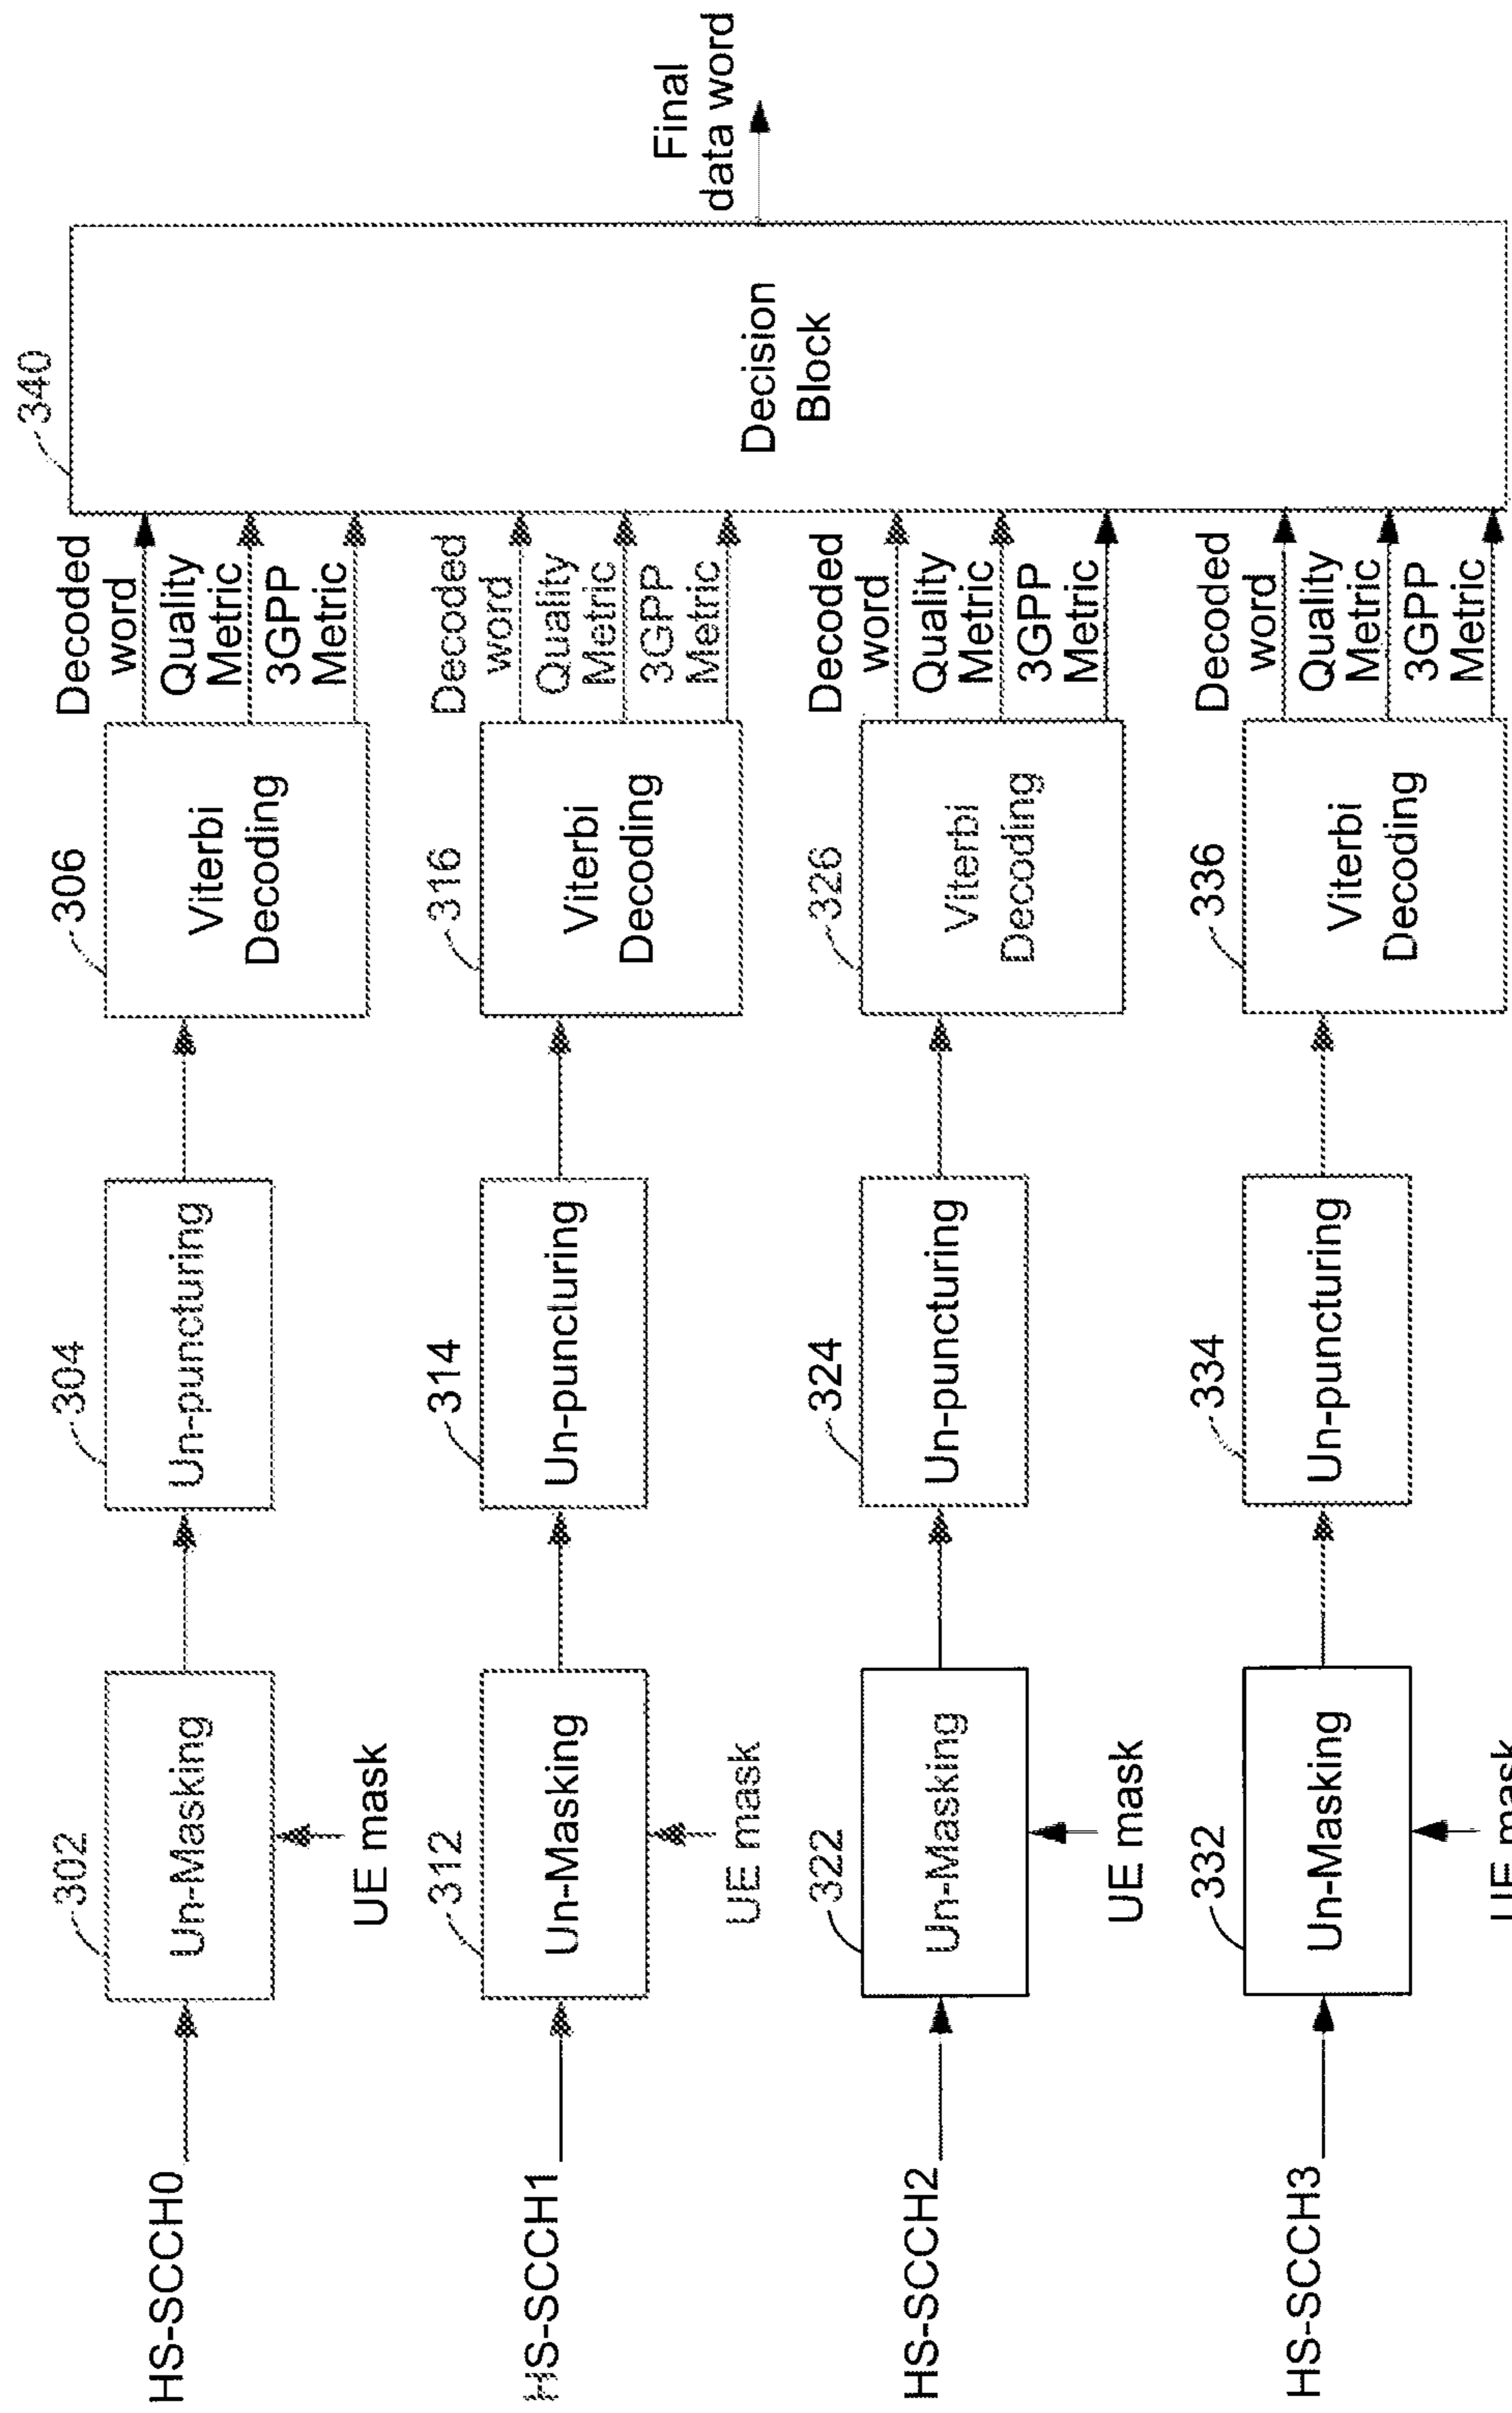 HS-SCCH0
302
Un-Masking
UE mask
304
Un-puncturing
306
Viterbi
Decoding
Decoded
word
Quality
Metric
3GPP
Metric
HS-SCCH1
312
Un-Masking
UE mask
314
Un-puncturing
316
Viterbi
Decoding
Decoded
word
Quality
Metric
3GPP
Metric
HS-SCCH2
322
Un-Masking
UE mask
324
Un-puncturing
326
Viterbi
Decoding
Decoded
word
Quality
Metric
3GPP
Metric
HS-SCCH3
332
Un-Masking
UE mask
334
Un-puncturing
336
Viterbi
Decoding
Decoded
word
Quality
Metric
3GPP
Metric
340
Decision
Block
Final
data word